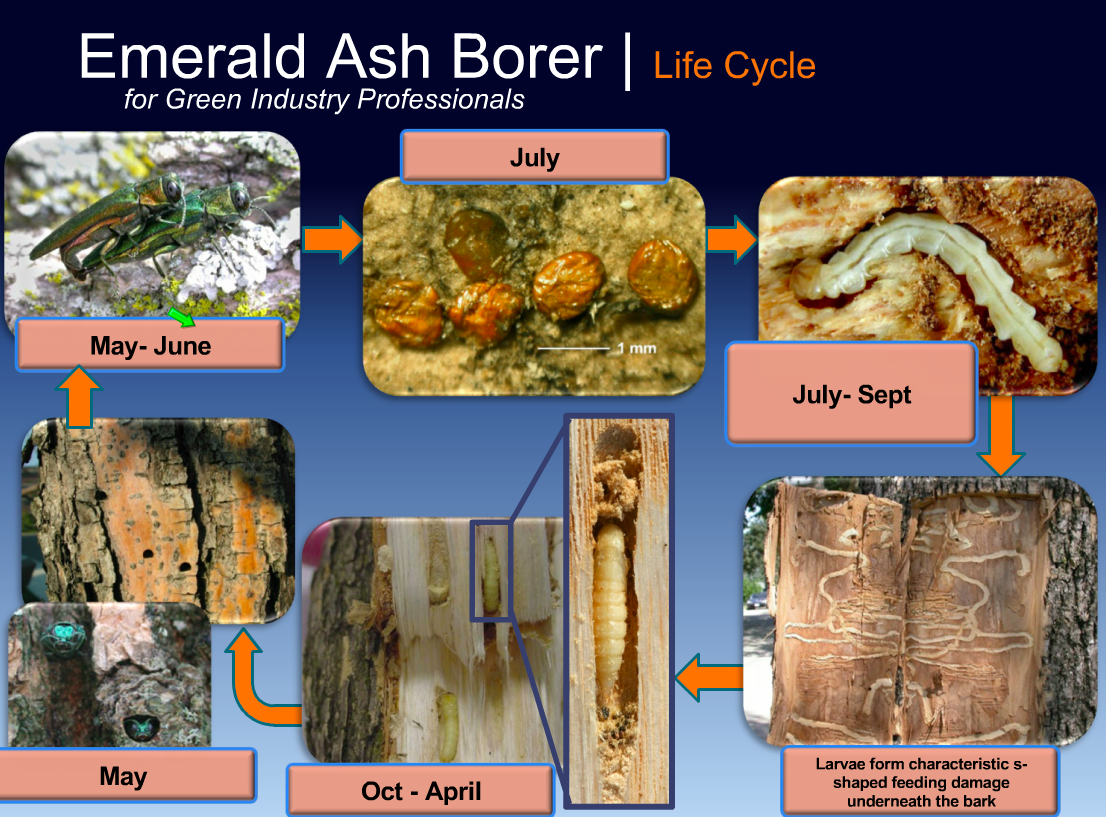 Emerald Ash Borer | Life Cycle
for Green Industry Professionals
July
May- June
1 mm
July- Sept
May
Oct - April
Larvae form characteristic s-
shaped feeding damage
underneath the bark